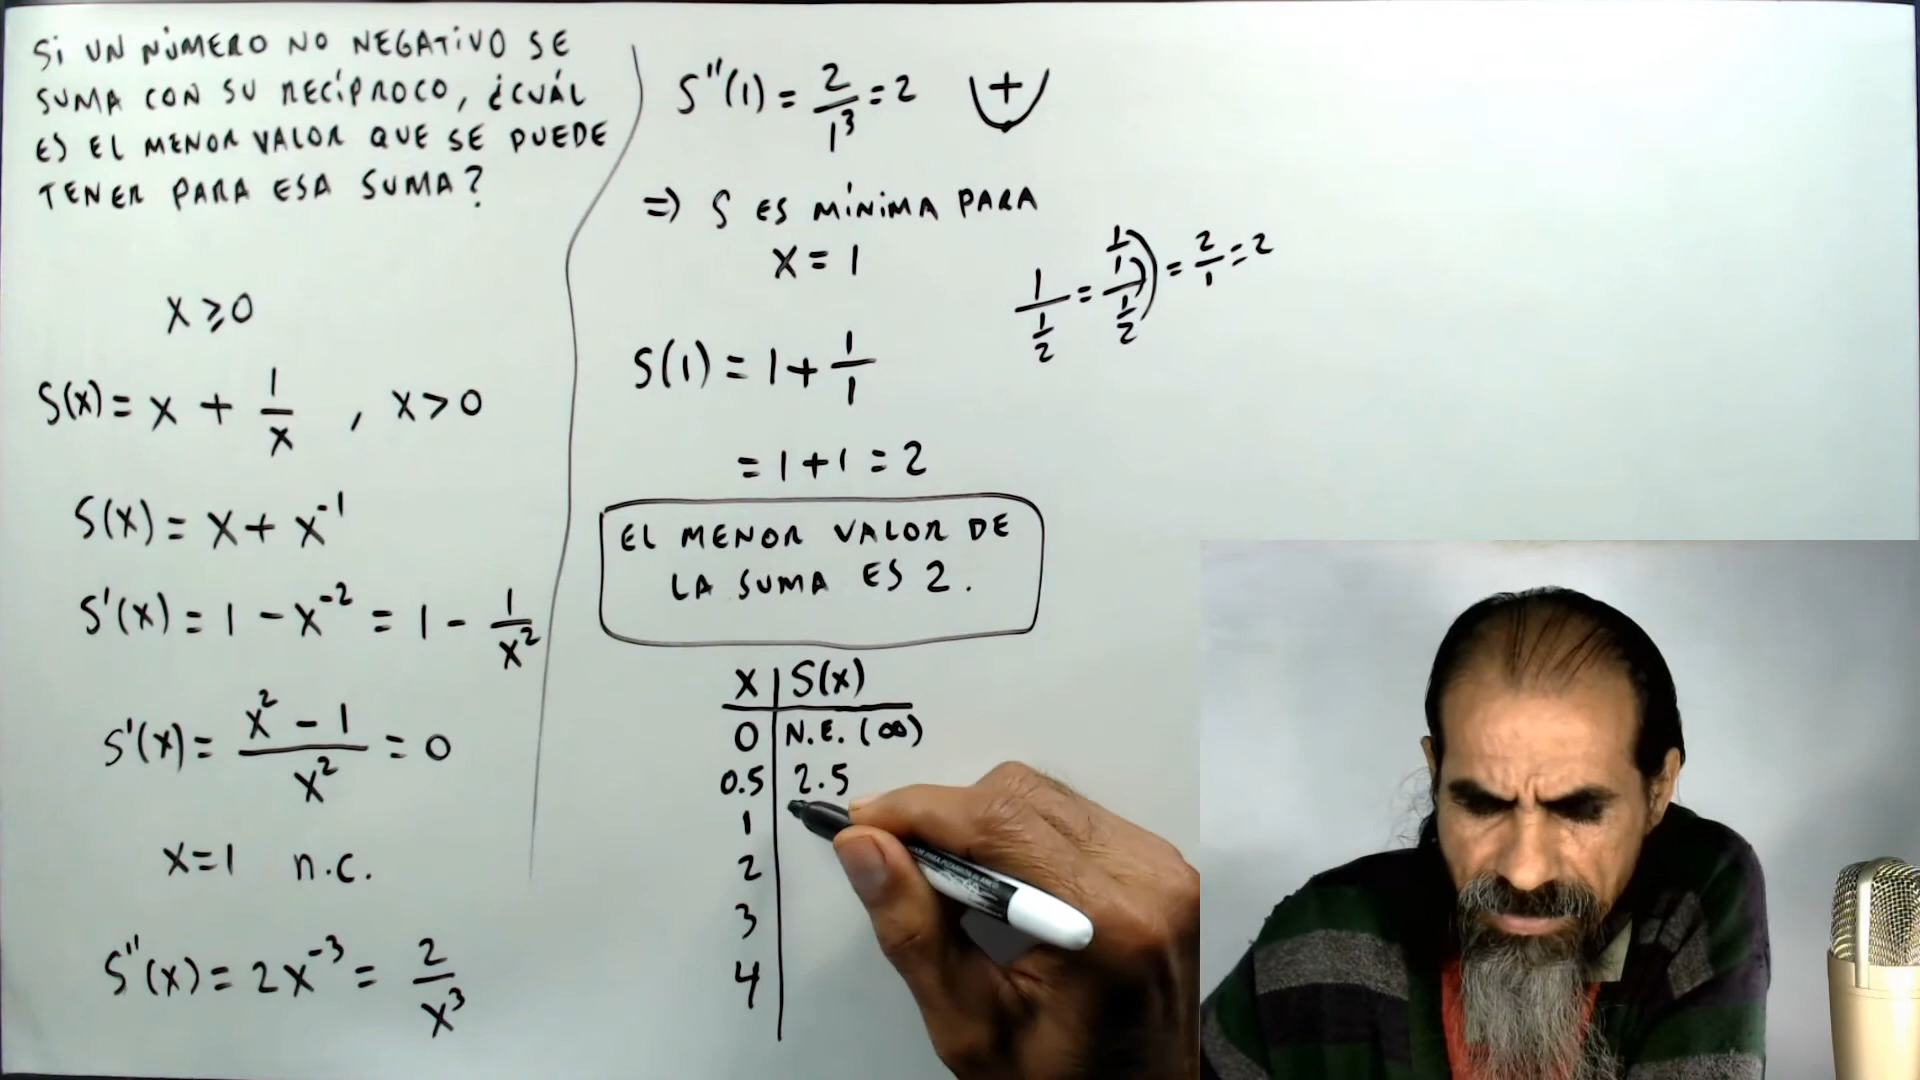 Si UN NÚMERO NO NEGATIVO SE
SUMA CON SU RECÍPROCO, ¿CUÁL
ES EL MENOR VALOR QUE SE PUEDE
TENER PARA ESA SUMA?
x ≥ 0
S(x) = x + 1/x , x > 0
S(x) = x + x⁻¹
S'(x) = 1 - x⁻² = 1 - 1/x²
S'(x) = (x² - 1)/x² = 0
x = 1 n.c.
S''(x) = 2x⁻³ = 2/x³
S''(1) = 2/1³ = 2 +
=> S ES MÍNIMA PARA
x = 1
1/(1/2) = (1/1)/(1/2) = 2/1 = 2
S(1) = 1 + 1/1
= 1 + 1 = 2
EL MENOR VALOR DE
LA SUMA ES 2.
x | S(x)
0 | N.E. (∞)
0.5 | 2.5
1
2
3
4